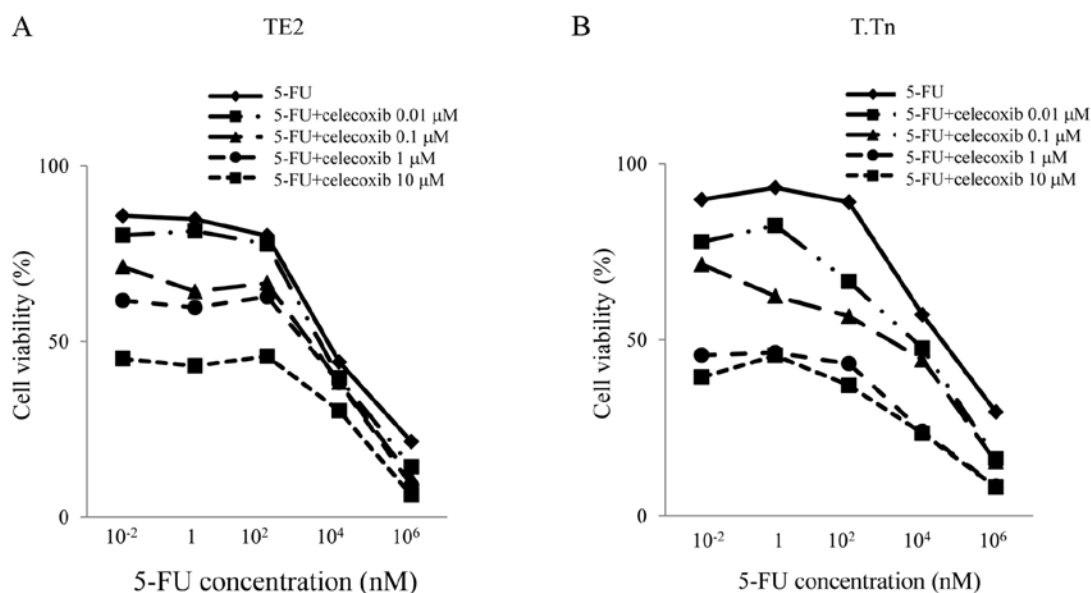 A
TE2
5-FU
5-FU+celecoxib 0.01 μM
5-FU+celecoxib 0.1 μM
5-FU+celecoxib 1 μM
5-FU+celecoxib 10 μM
100
50
0
Cell viability (%)
10⁻² 1 10² 10⁴ 10⁶
5-FU concentration (nM)
B
T.Tn
5-FU
5-FU+celecoxib 0.01 μM
5-FU+celecoxib 0.1 μM
5-FU+celecoxib 1 μM
5-FU+celecoxib 10 μM
100
50
0
Cell viability (%)
10⁻² 1 10² 10⁴ 10⁶
5-FU concentration (nM)